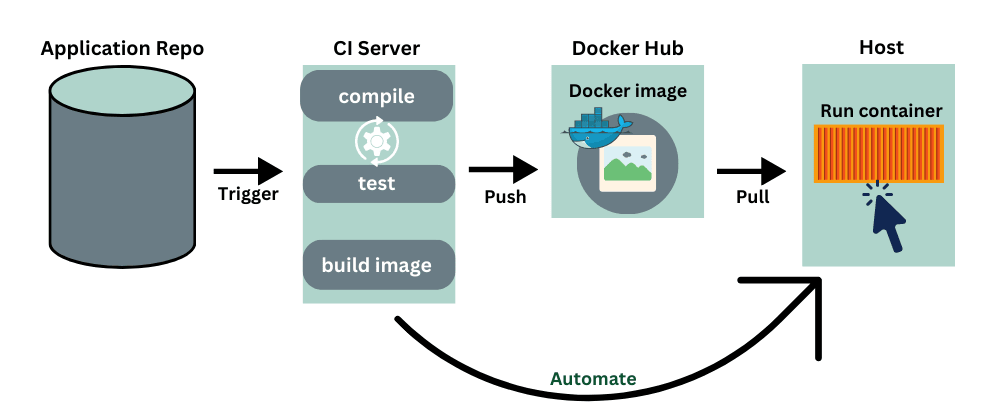 Application Repo
CI Server
Docker Hub
Host
compile
test
build image
Docker image
Run container
Trigger
Push
Pull
Automate